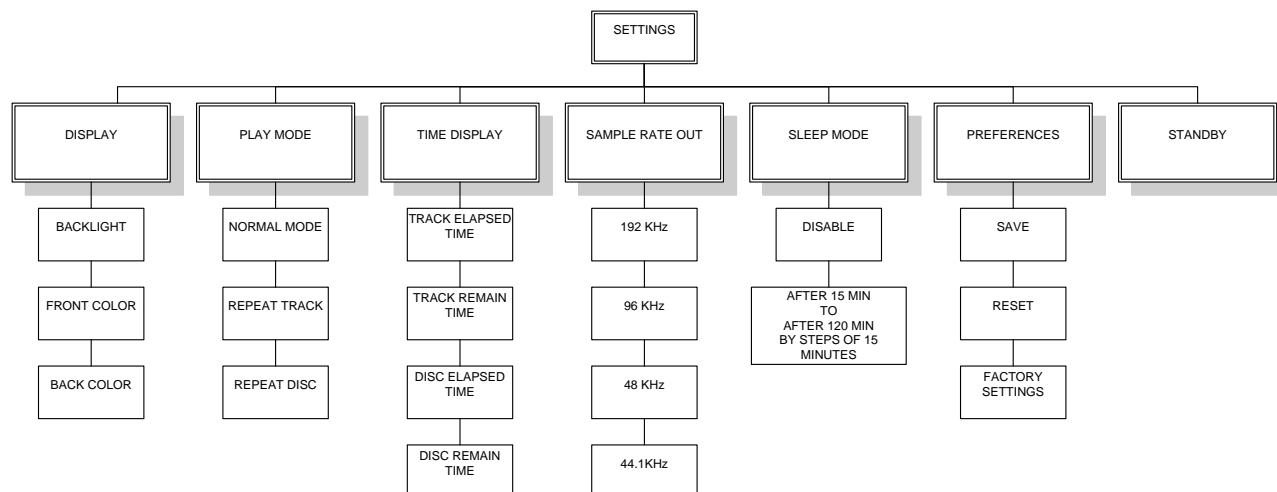 SETTINGS
DISPLAY
PLAY MODE
TIME DISPLAY
SAMPLE RATE OUT
SLEEP MODE
PREFERENCES
STANDBY
BACKLIGHT
NORMAL MODE
TRACK ELAPSED
TIME
192 KHz
DISABLE
SAVE
FRONT COLOR
REPEAT TRACK
TRACK REMAIN
TIME
96 KHz
AFTER 15 MIN
TO
AFTER 120 MIN
BY STEPS OF 15
MINUTES
RESET
BACK COLOR
REPEAT DISC
DISC ELAPSED
TIME
48 KHz
FACTORY
SETTINGS
DISC REMAIN
TIME
44.1KHz